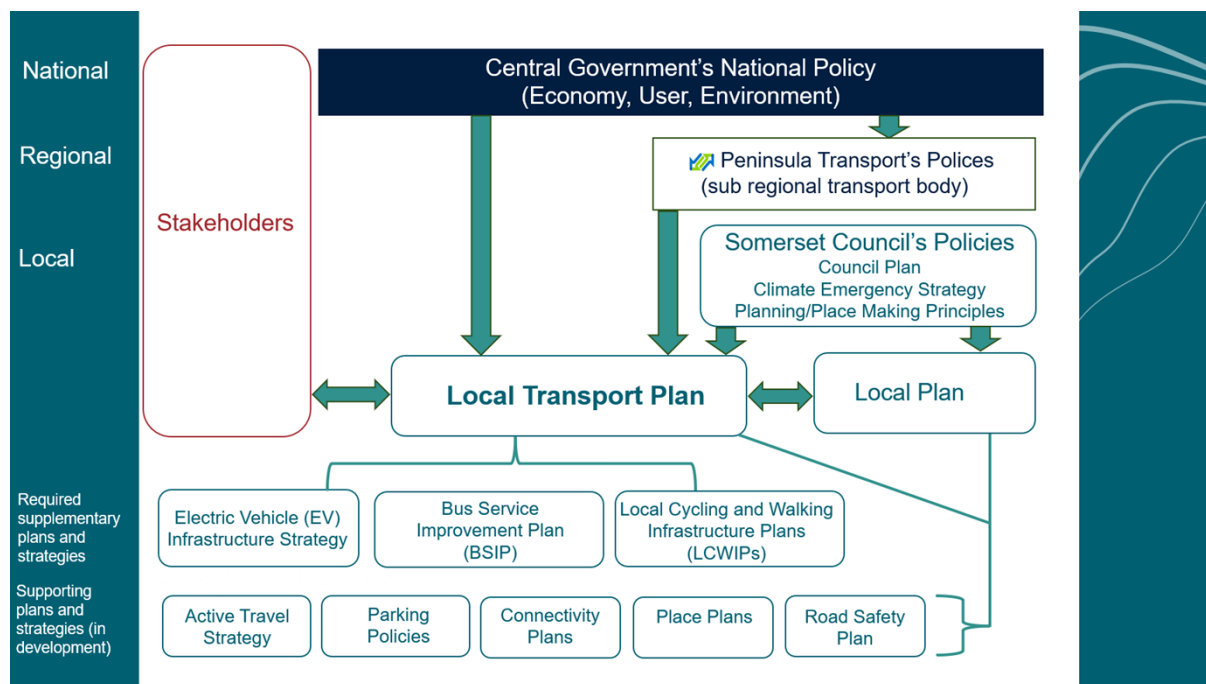 National
Central Government's National Policy
(Economy, User, Environment)
Regional
Peninsula Transport's Polices
(sub regional transport body)
Stakeholders
Local
Somerset Council's Policies
Council Plan
Climate Emergency Strategy
Planning/Place Making Principles
Local Transport Plan
Local Plan
Required
supplementary
plans and
strategies
Electric Vehicle (EV)
Infrastructure Strategy
Bus Service
Improvement Plan
(BSIP)
Local Cycling and Walking
Infrastructure Plans
(LCWIPs)
Supporting
plans and
strategies (in
development)
Active Travel
Strategy
Parking
Policies
Connectivity
Plans
Place Plans
Road Safety
Plan